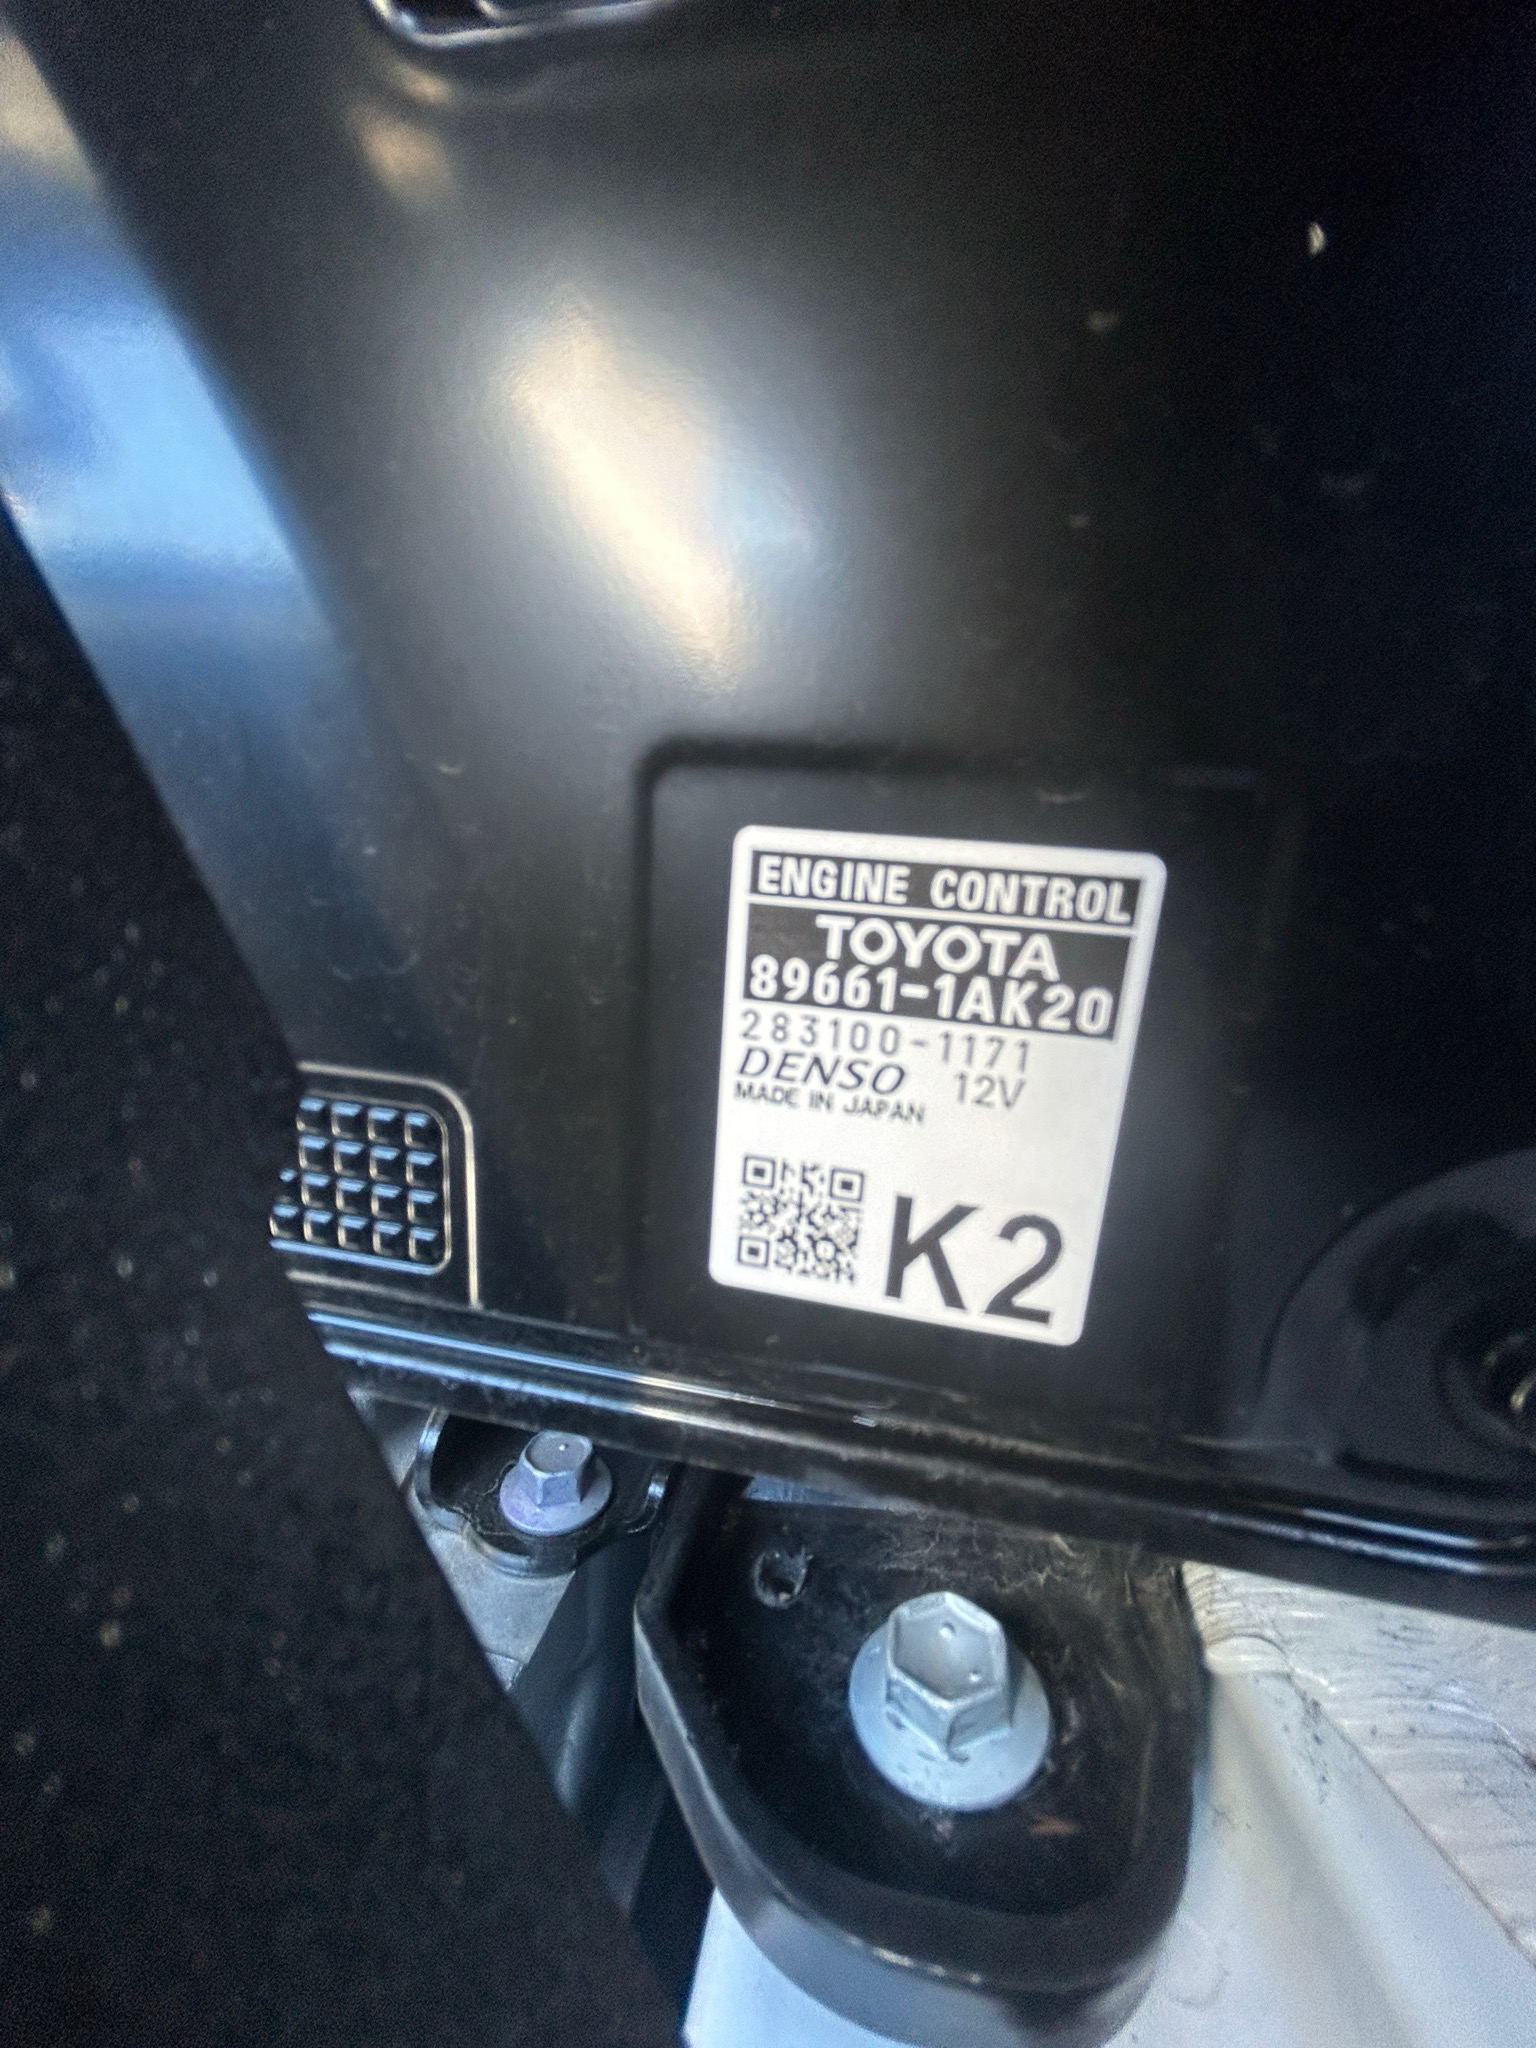 ENGINE CONTROL
TOYOTA
89661-1AK20
283100-1171
DENSO 12V
MADE IN JAPAN
K2